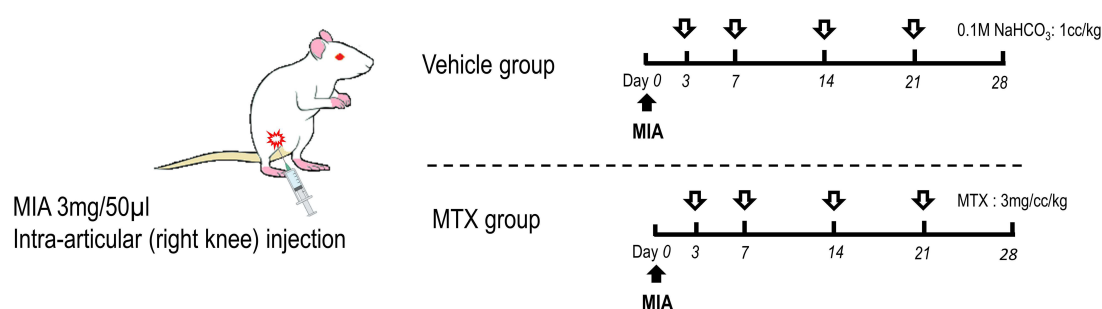 MIA 3mg/50µl
Intra-articular (right knee) injection
Vehicle group
0.1M NaHCO₃: 1cc/kg
Day 0 3 7 14 21 28
MIA
MTX group
MTX : 3mg/cc/kg
Day 0 3 7 14 21 28
MIA